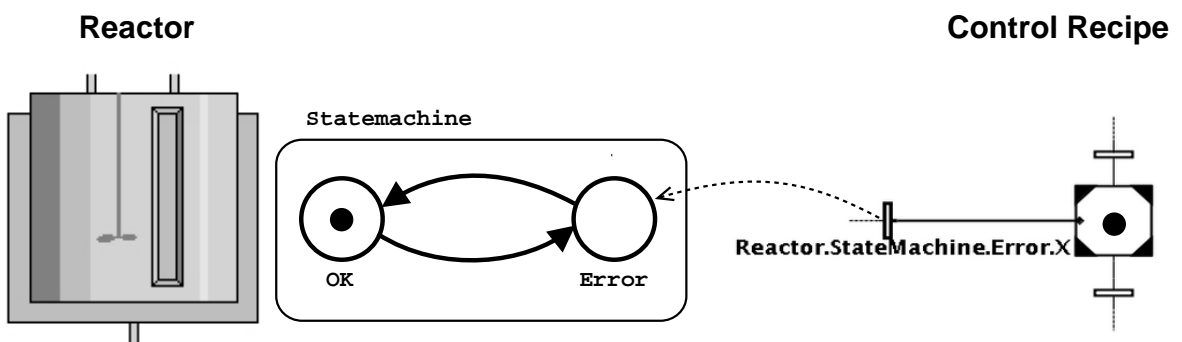 Reactor
Control Recipe
Statemachine
Reactor.StateMachine.Error.X
OK
Error